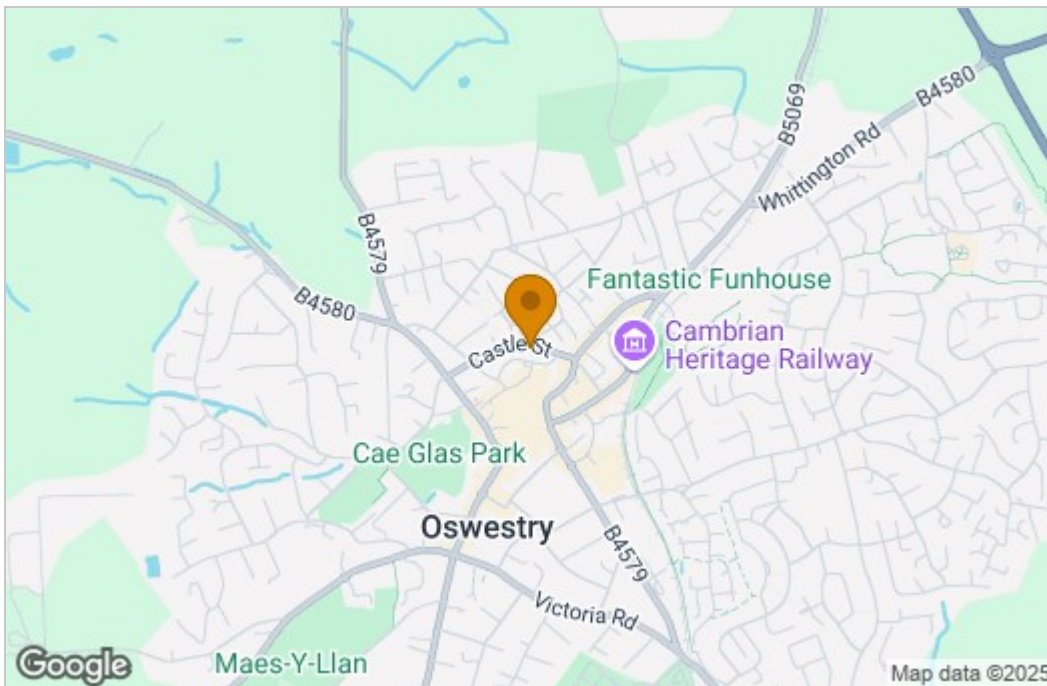 B4580
B5069
Whittington Rd
B4579
Fantastic Funhouse
B4580
Castle St
Cambrian
Heritage Railway
Cae Glas Park
Oswestry
B4579
Victoria Rd
Maes-Y-Llan
Google
Map data ©2025